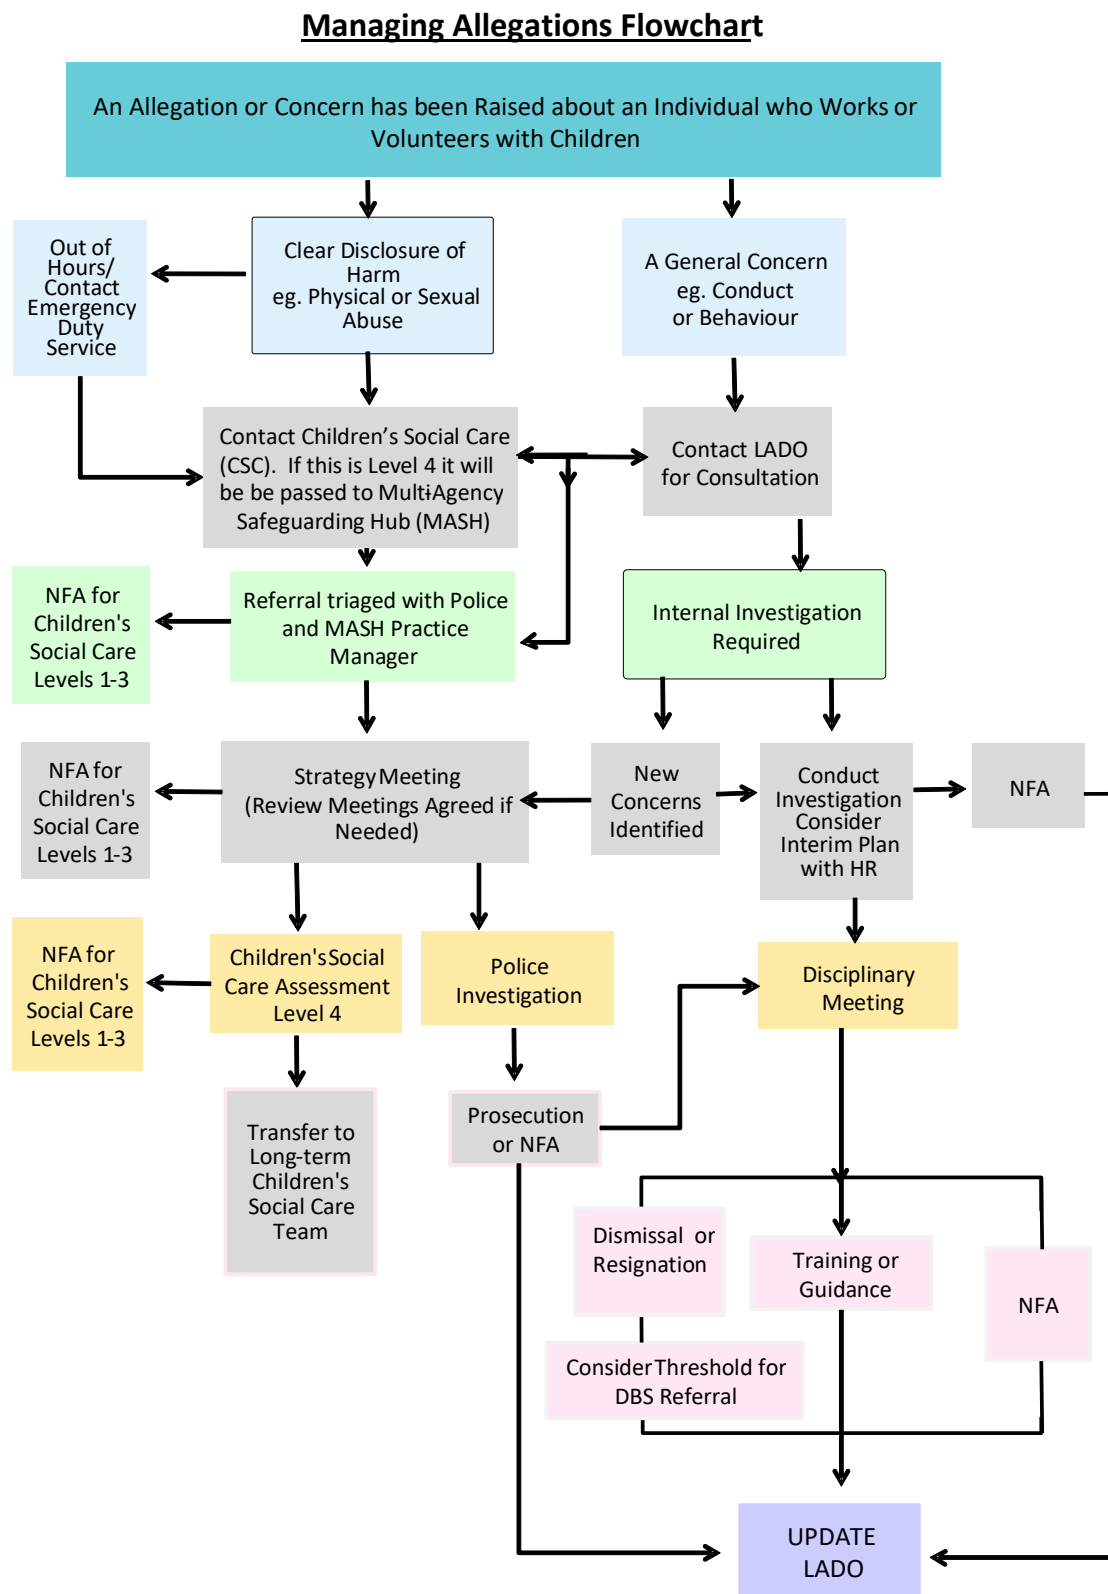 Managing Allegations Flowchart
An Allegation or Concern has been Raised about an Individual who Works or
Volunteers with Children
Out of
Hours/
Contact
Emergency
Duty
Service
Clear Disclosure of
Harm
eg. Physical or Sexual
Abuse
A General Concern
eg. Conduct
or Behaviour
Contact Children's Social Care
(CSC). If this is Level 4 it will
be be passed to Multi-Agency
Safeguarding Hub (MASH)
Contact LADO
for Consultation
NFA for
Children's
Social Care
Levels 1-3
Referral triaged with Police
and MASH Practice
Manager
Internal Investigation
Required
NFA for
Children's
Social Care
Levels 1-3
Strategy Meeting
(Review Meetings Agreed if
Needed)
New
Concerns
Identified
Conduct
Investigation
Consider
Interim Plan
with HR
NFA
NFA for
Children's
Social Care
Levels 1-3
Children's Social
Care Assessment
Level 4
Police
Investigation
Disciplinary
Meeting
Transfer to
Long-term
Children's
Social Care
Team
Prosecution
or NFA
Dismissal or
Resignation
Training or
Guidance
NFA
Consider Threshold for
DBS Referral
UPDATE
LADO